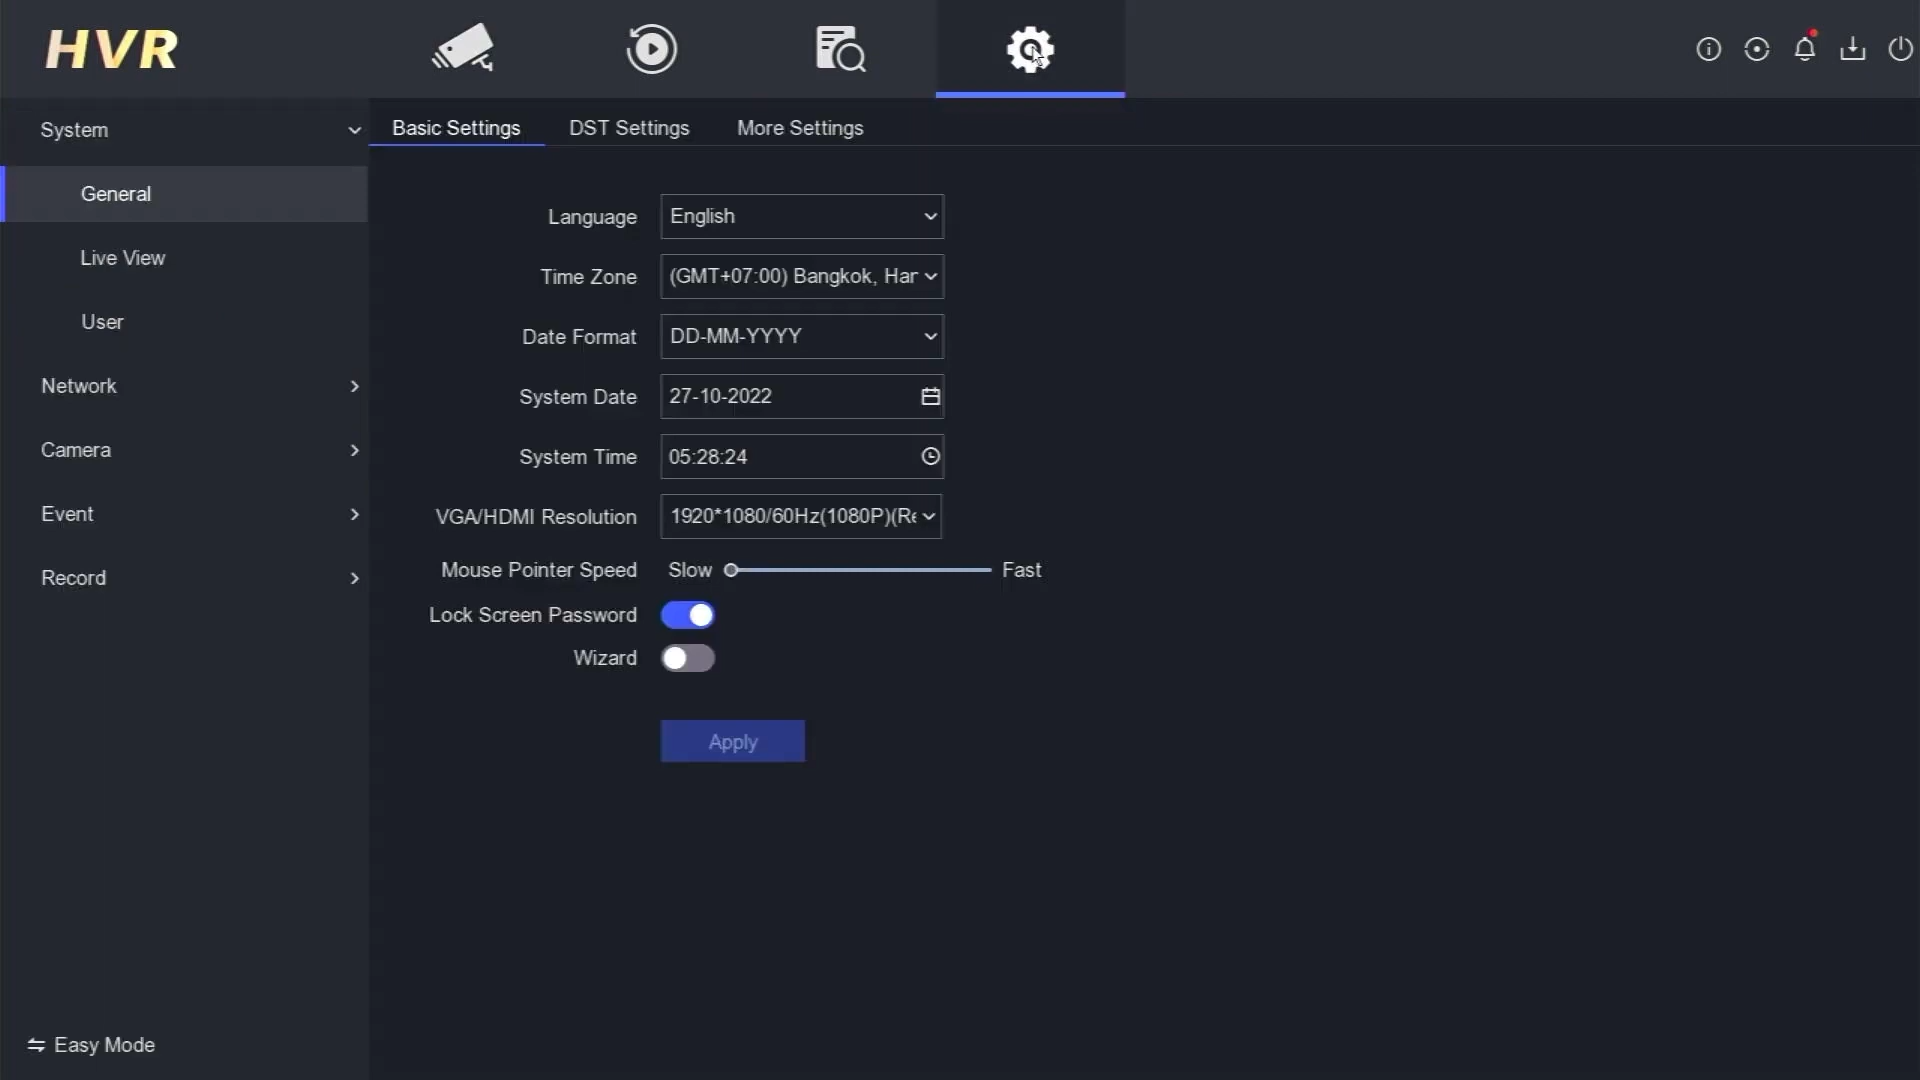 HVR
System
General
Live View
User
Network
Camera
Event
Record
Easy Mode
Basic Settings DST Settings More Settings
Language English
Time Zone (GMT+07:00) Bangkok, Har
Date Format DD-MM-YYYY
System Date 27-10-2022
System Time 05:28:24
VGA/HDMI Resolution 1920*1080/60Hz(1080P)(Re
Mouse Pointer Speed Slow Fast
Lock Screen Password
Wizard
Apply